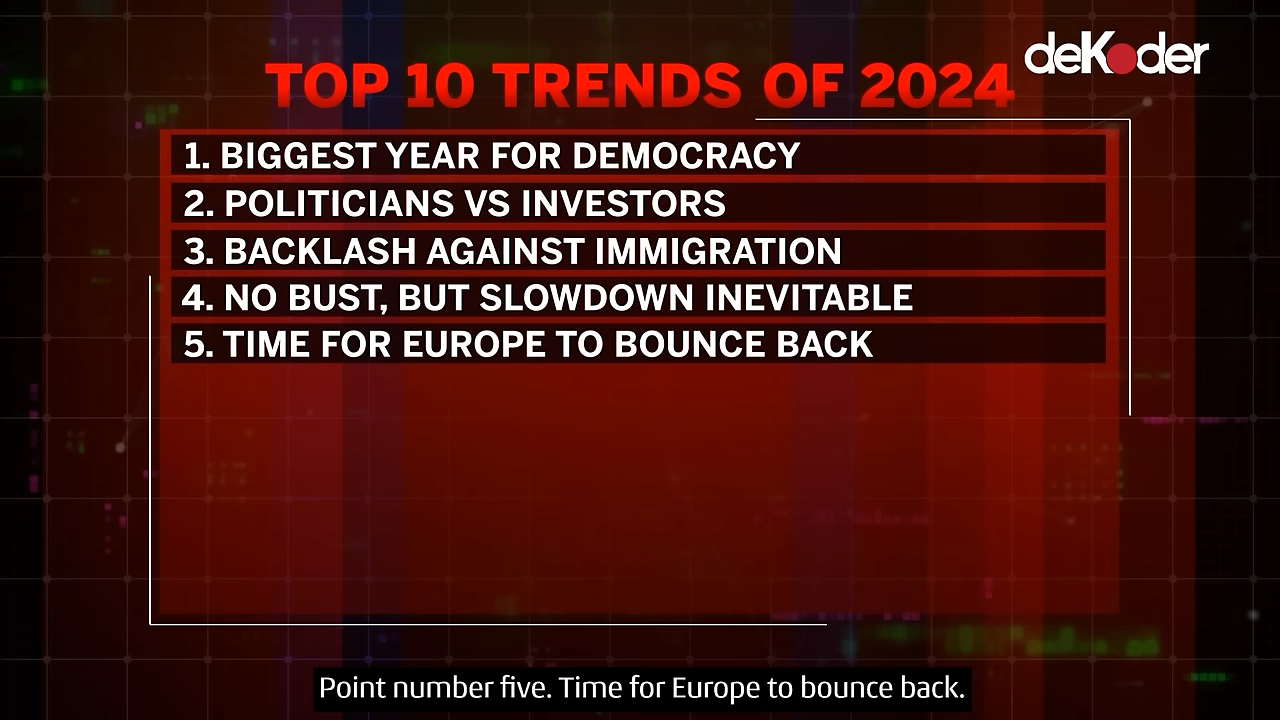 deKoder
TOP 10 TRENDS OF 2024
1. BIGGEST YEAR FOR DEMOCRACY
2. POLITICIANS VS INVESTORS
3. BACKLASH AGAINST IMMIGRATION
4. NO BUST, BUT SLOWDOWN INEVITABLE
5. TIME FOR EUROPE TO BOUNCE BACK
Point number five. Time for Europe to bounce back.